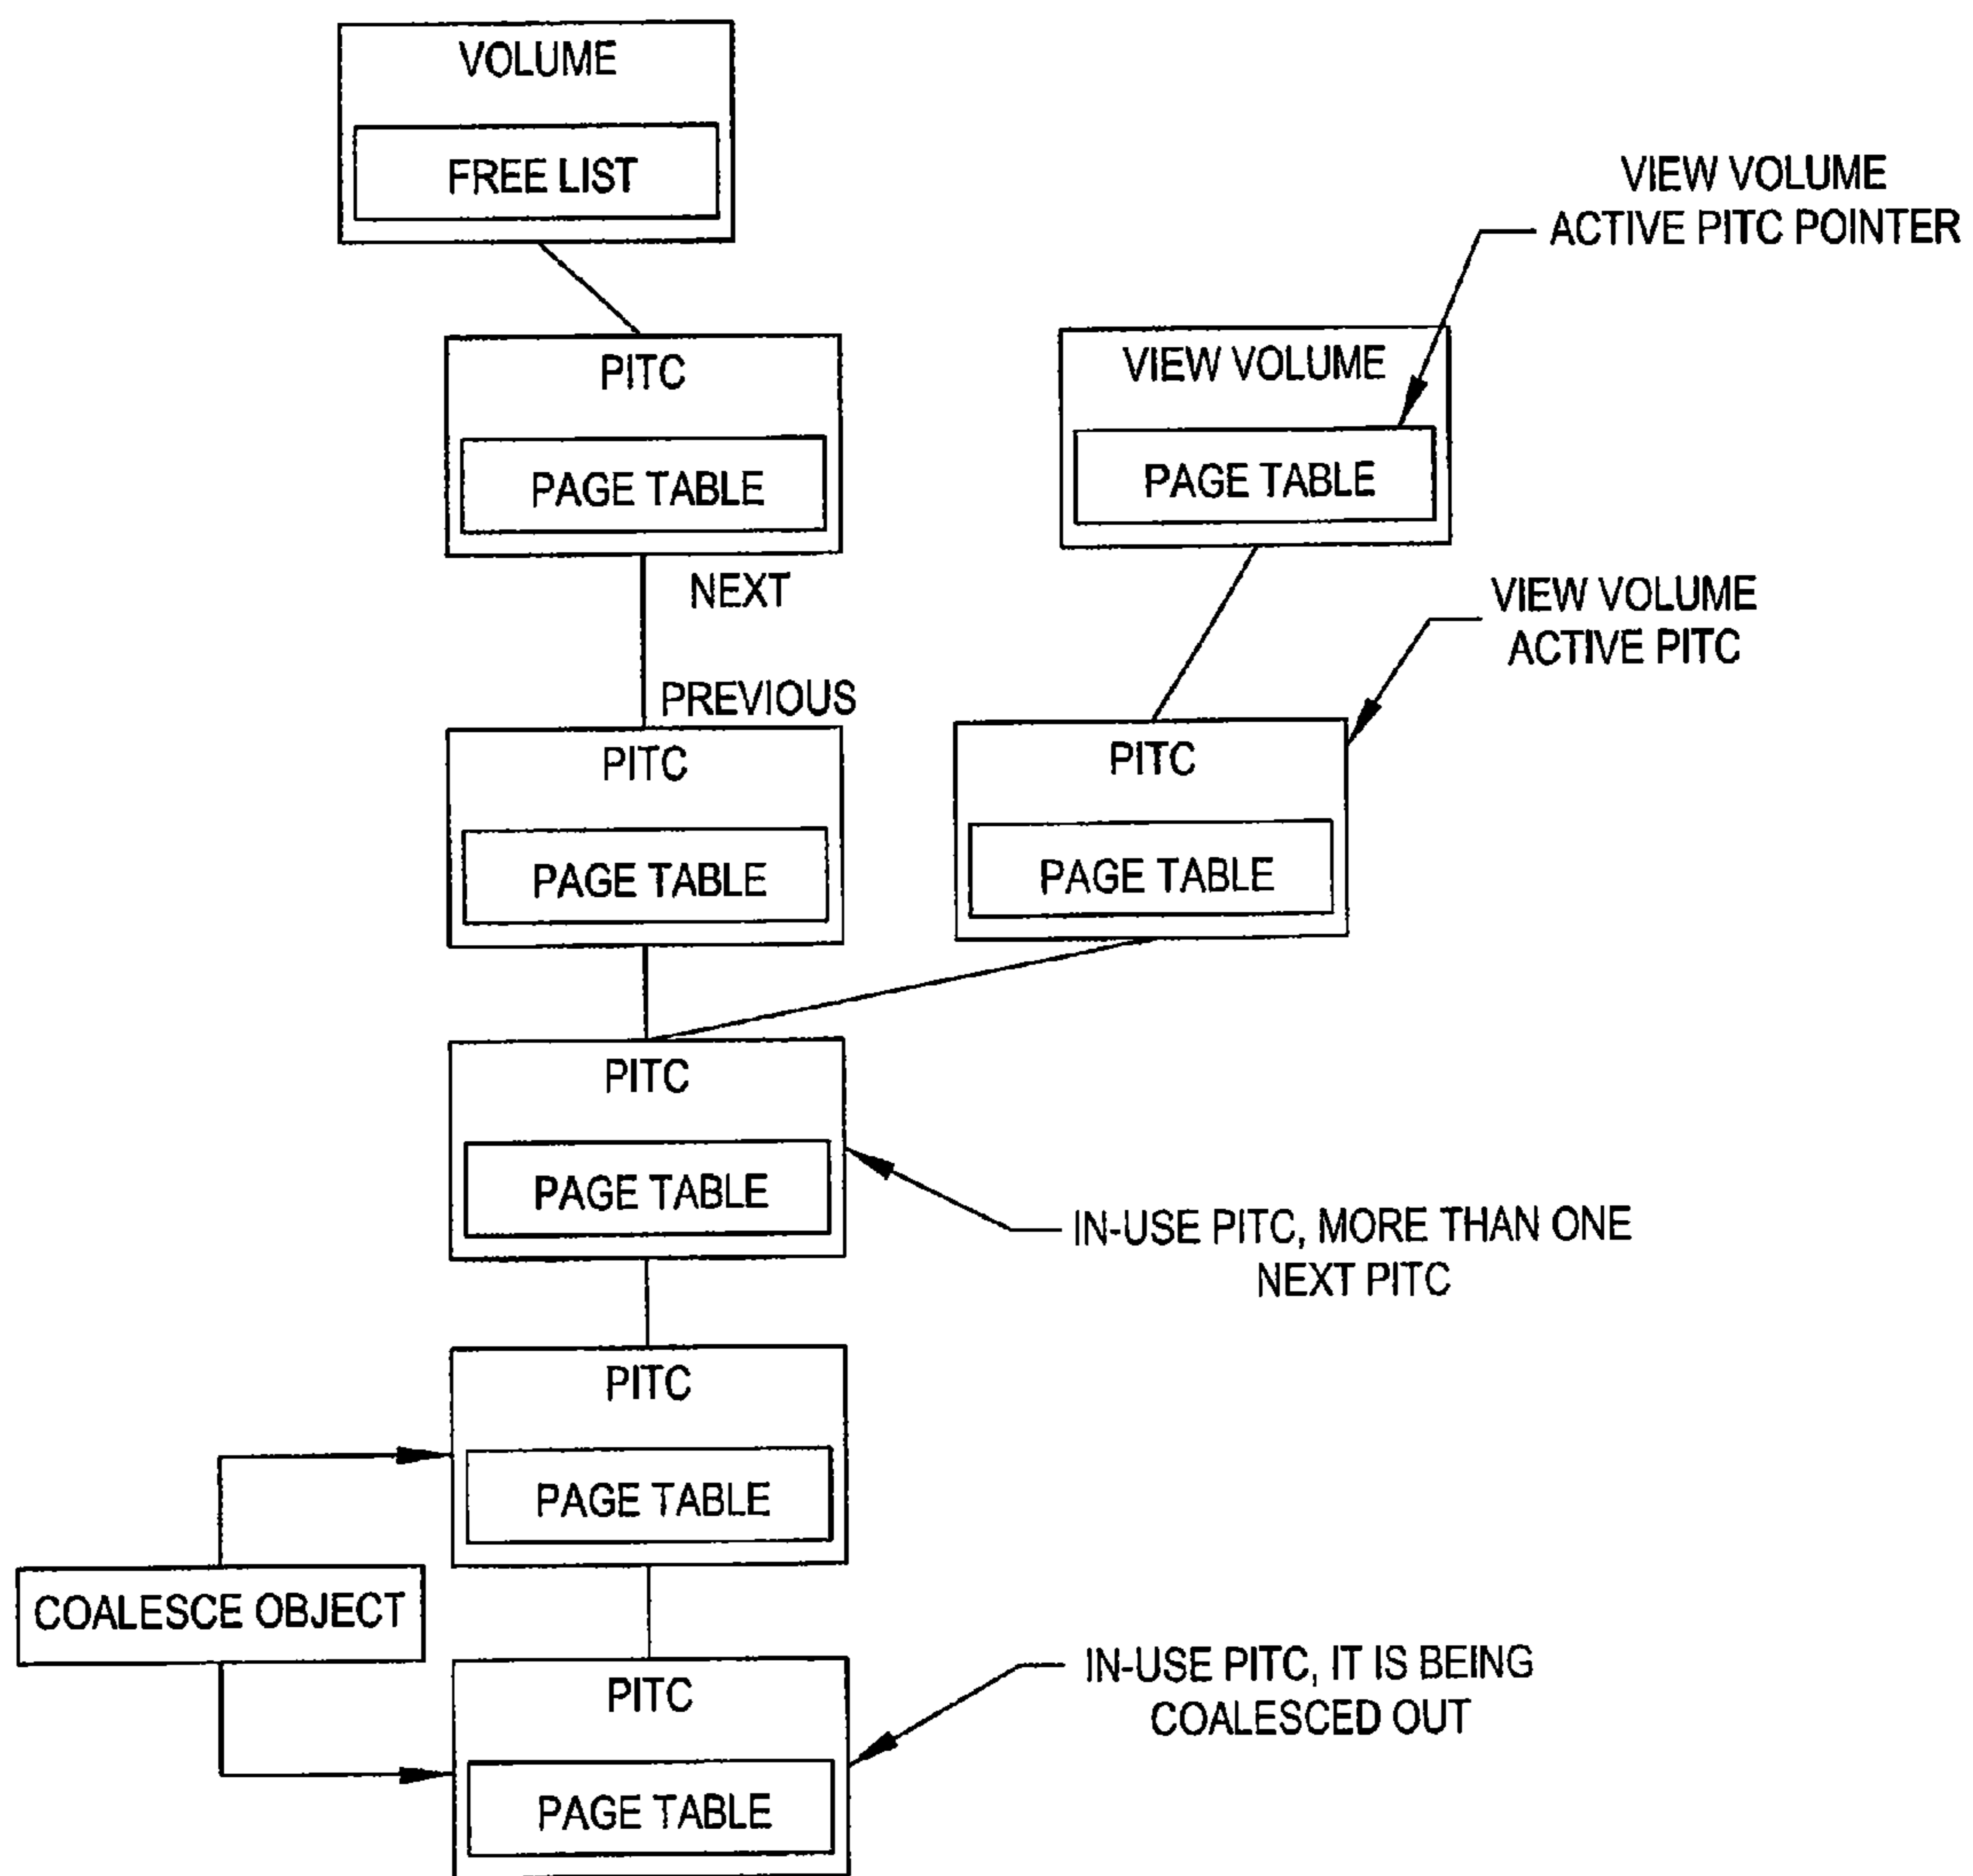 VOLUME
FREE LIST
VIEW VOLUME
ACTIVE PITC POINTER
PITC
PAGE TABLE
VIEW VOLUME
PAGE TABLE
NEXT
PREVIOUS
VIEW VOLUME
ACTIVE PITC
PITC
PAGE TABLE
PITC
PAGE TABLE
PITC
PAGE TABLE
IN-USE PITC, MORE THAN ONE
NEXT PITC
PITC
PAGE TABLE
COALESCE OBJECT
PITC
PAGE TABLE
IN-USE PITC, IT IS BEING
COALESCED OUT